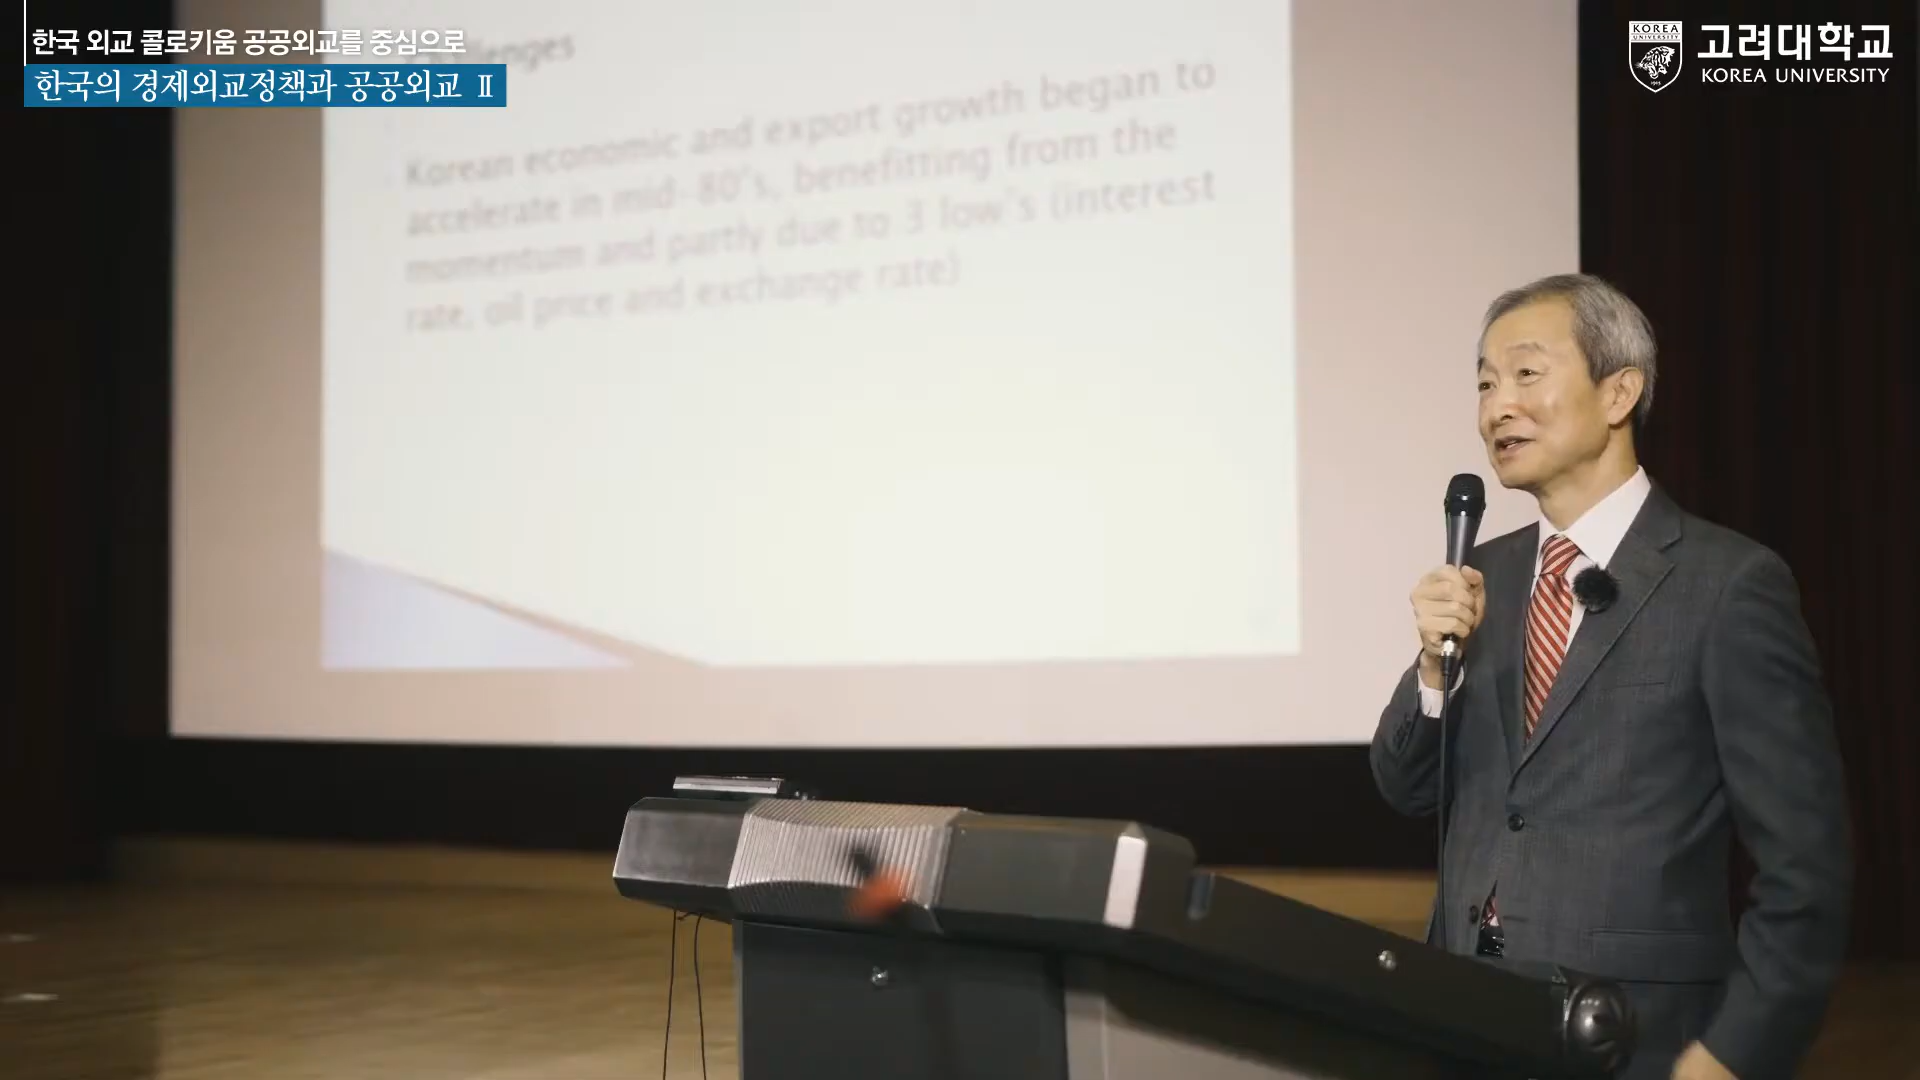 한국 외교 콜로키움 공공외교를 중심으로
한국의 경제외교정책과 공공외교 Ⅱ
KOREA
UNIVERSITY
1905
고려대학교
KOREA UNIVERSITY
Korean economic and export growth began to
accelerate in mid-80's, benefitting from the
momentum and partly due to 3 low's (interest
rate, oil price and exchange rate)